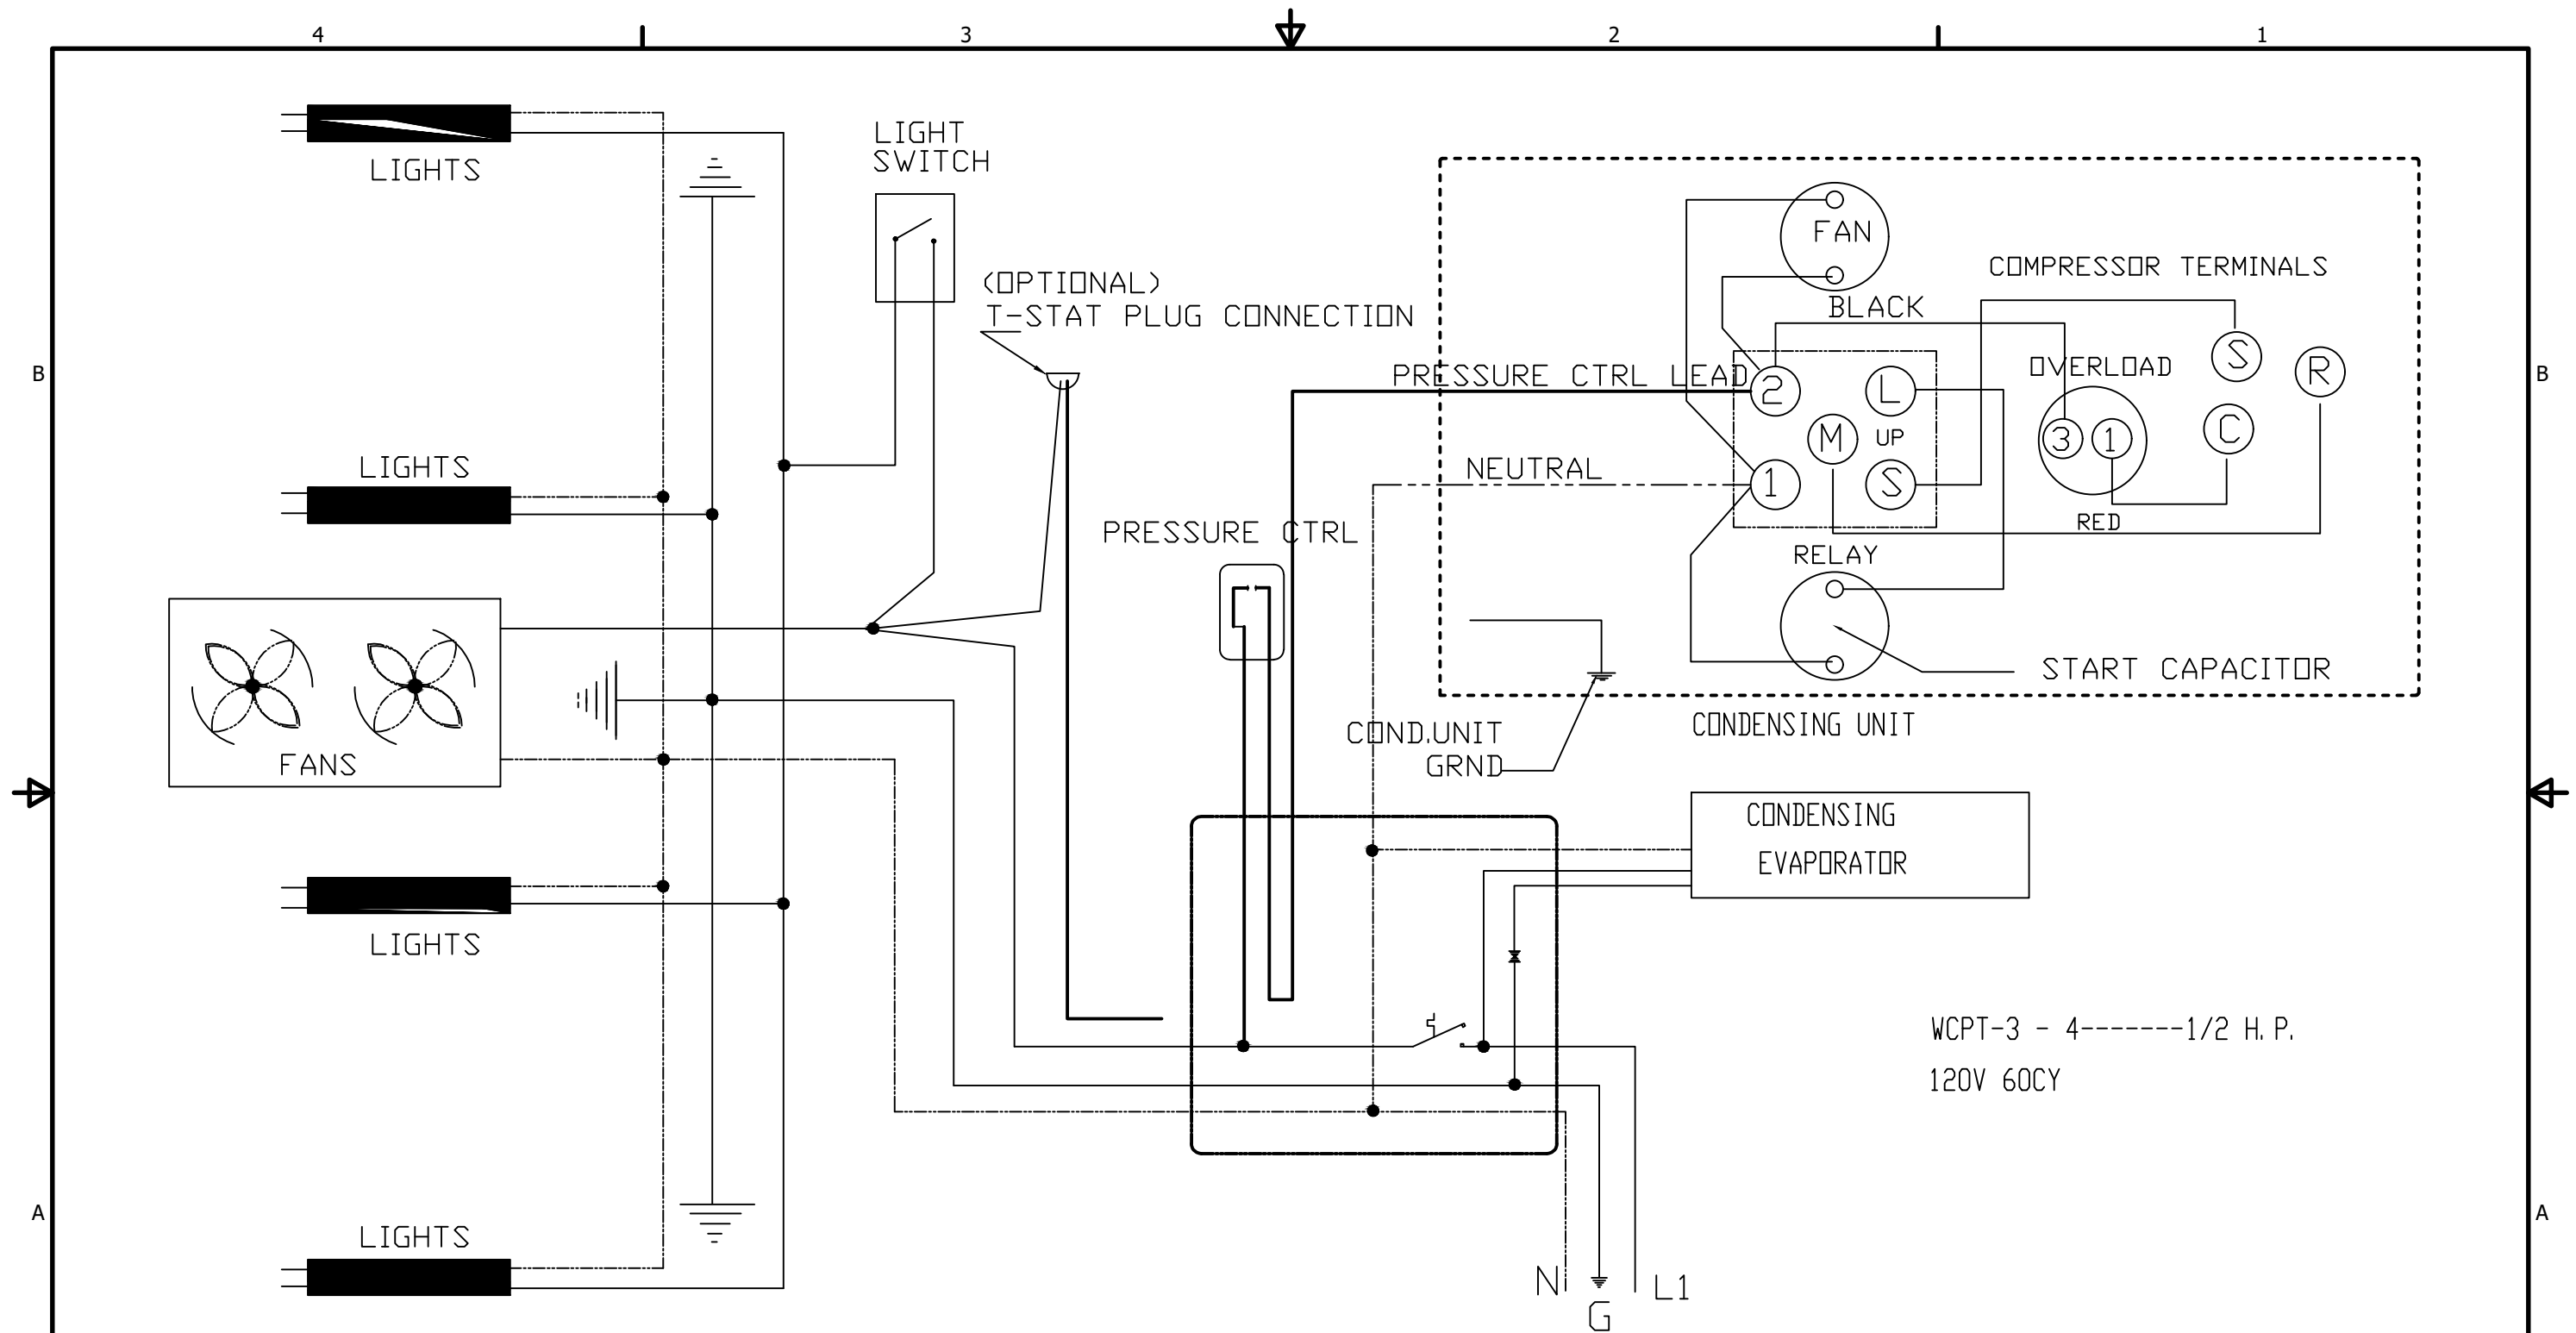 4 3 2 1
LIGHTS
LIGHT
SWITCH
(OPTIONAL)
T-STAT PLUG CONNECTION
FAN
BLACK
COMPRESSOR TERMINALS
B
PRESSURE CTRL LEAD
2
L
OVERLOAD
S
R
B
LIGHTS
NEUTRAL
M
UP
3
1
C
1
S
RED
PRESSURE CTRL
RELAY
START CAPACITOR
FANS
COND.UNIT
GRND
CONDENSING UNIT
CONDENSING
EVAPORATOR
LIGHTS
WCPT-3 - 4-------1/2 H.P.
120V 60CY
A
A
LIGHTS
N
G
L1